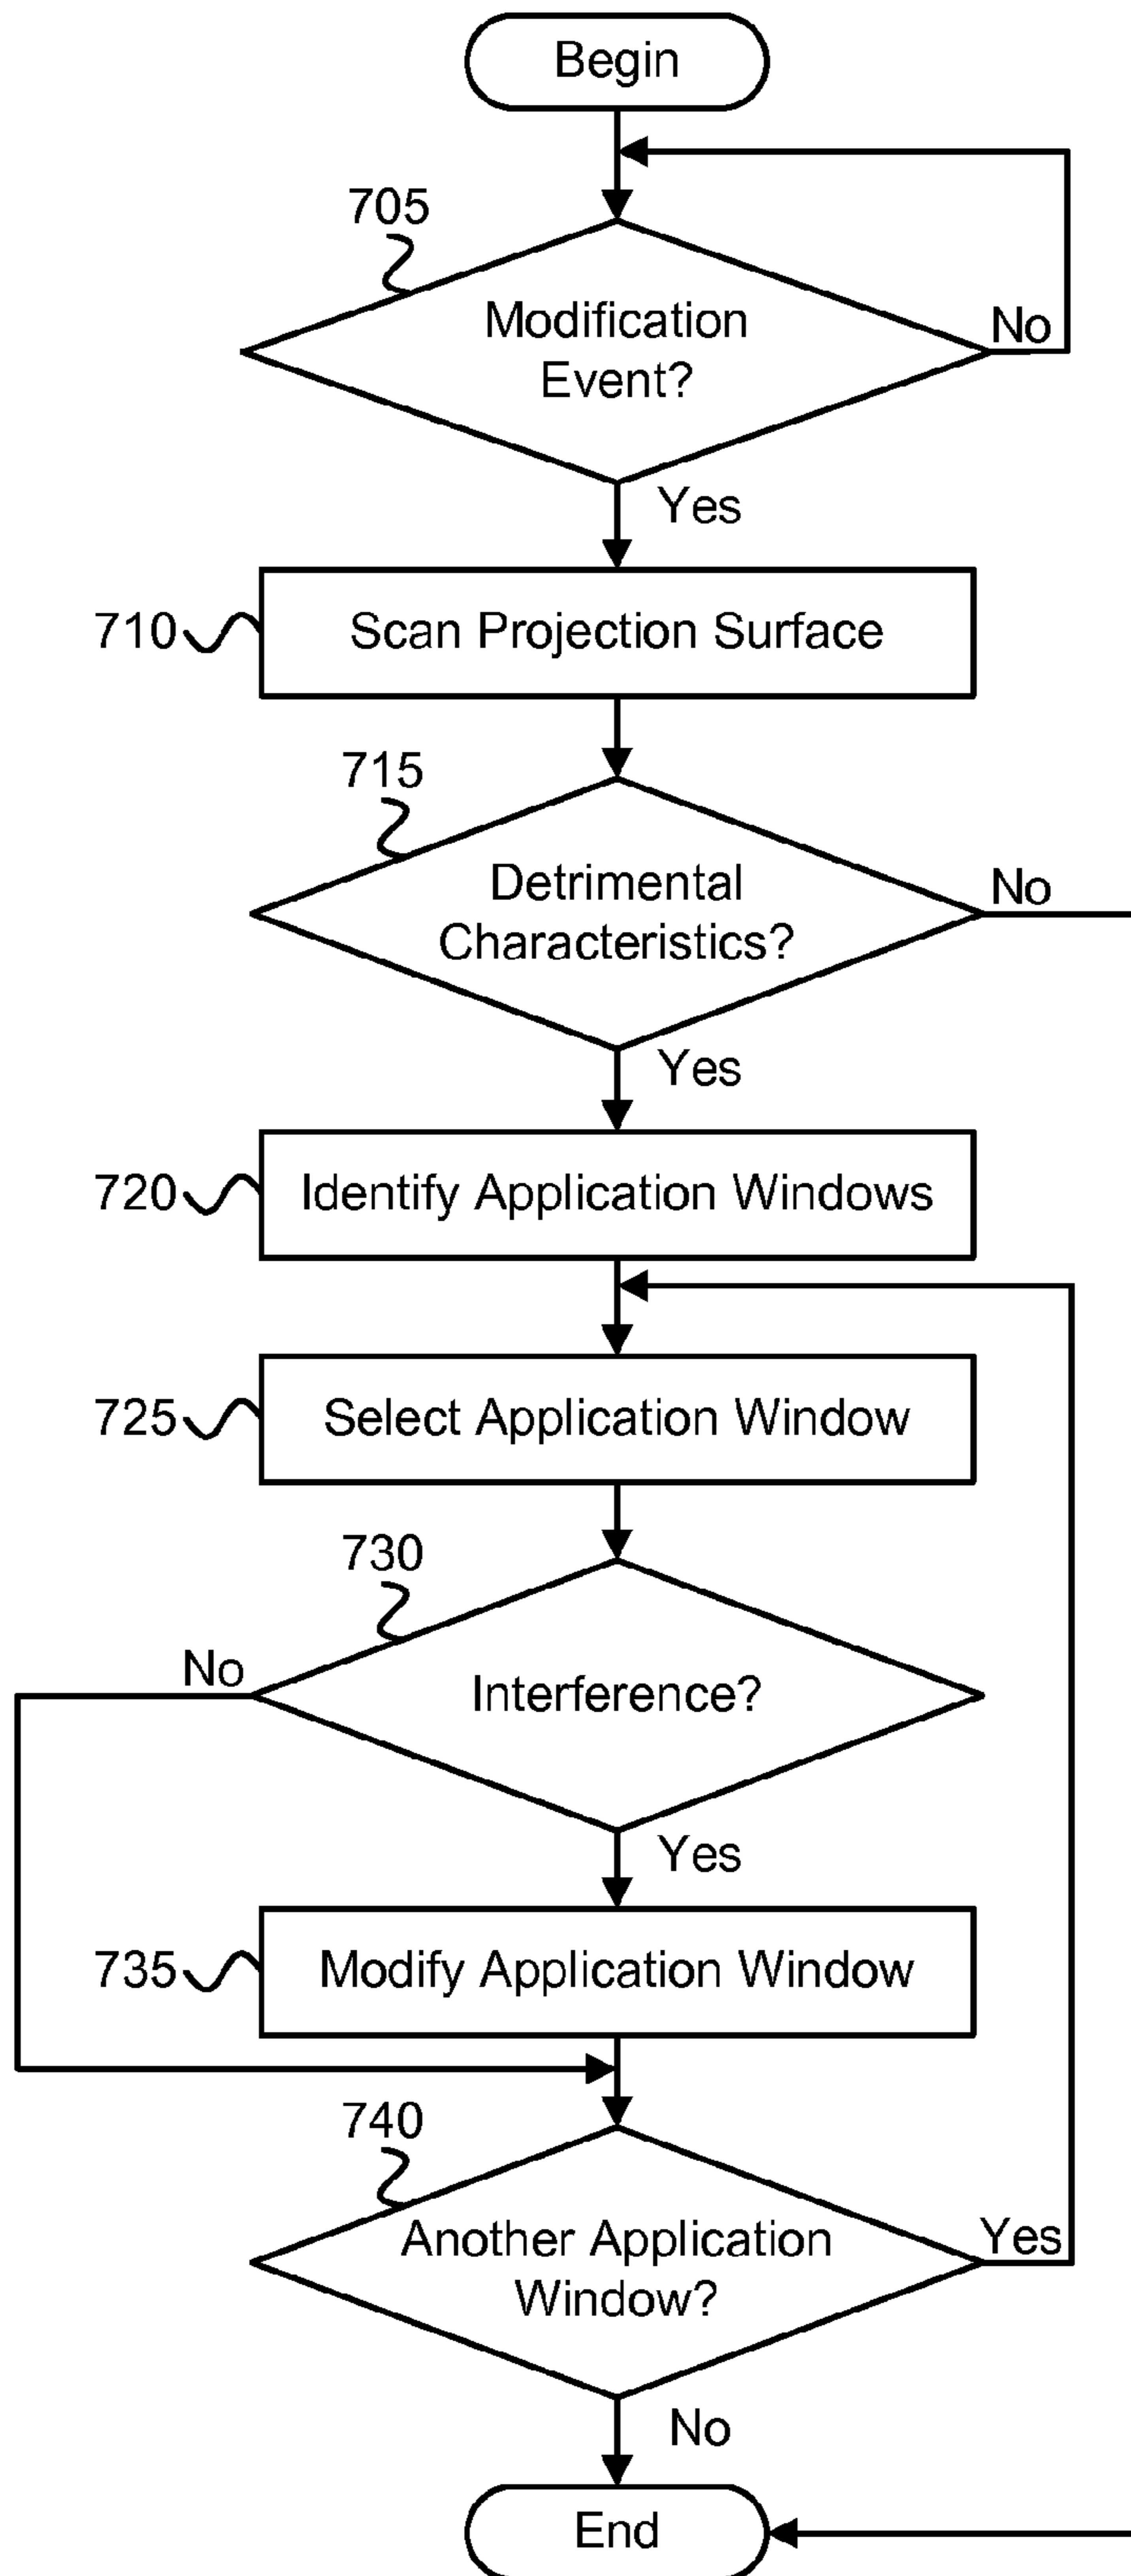 Begin
705
Modification
Event?
No
Yes
710
Scan Projection Surface
715
Detrimental
Characteristics?
No
Yes
720
Identify Application Windows
725
Select Application Window
730
No
Interference?
Yes
735
Modify Application Window
740
Another Application
Window?
Yes
No
End